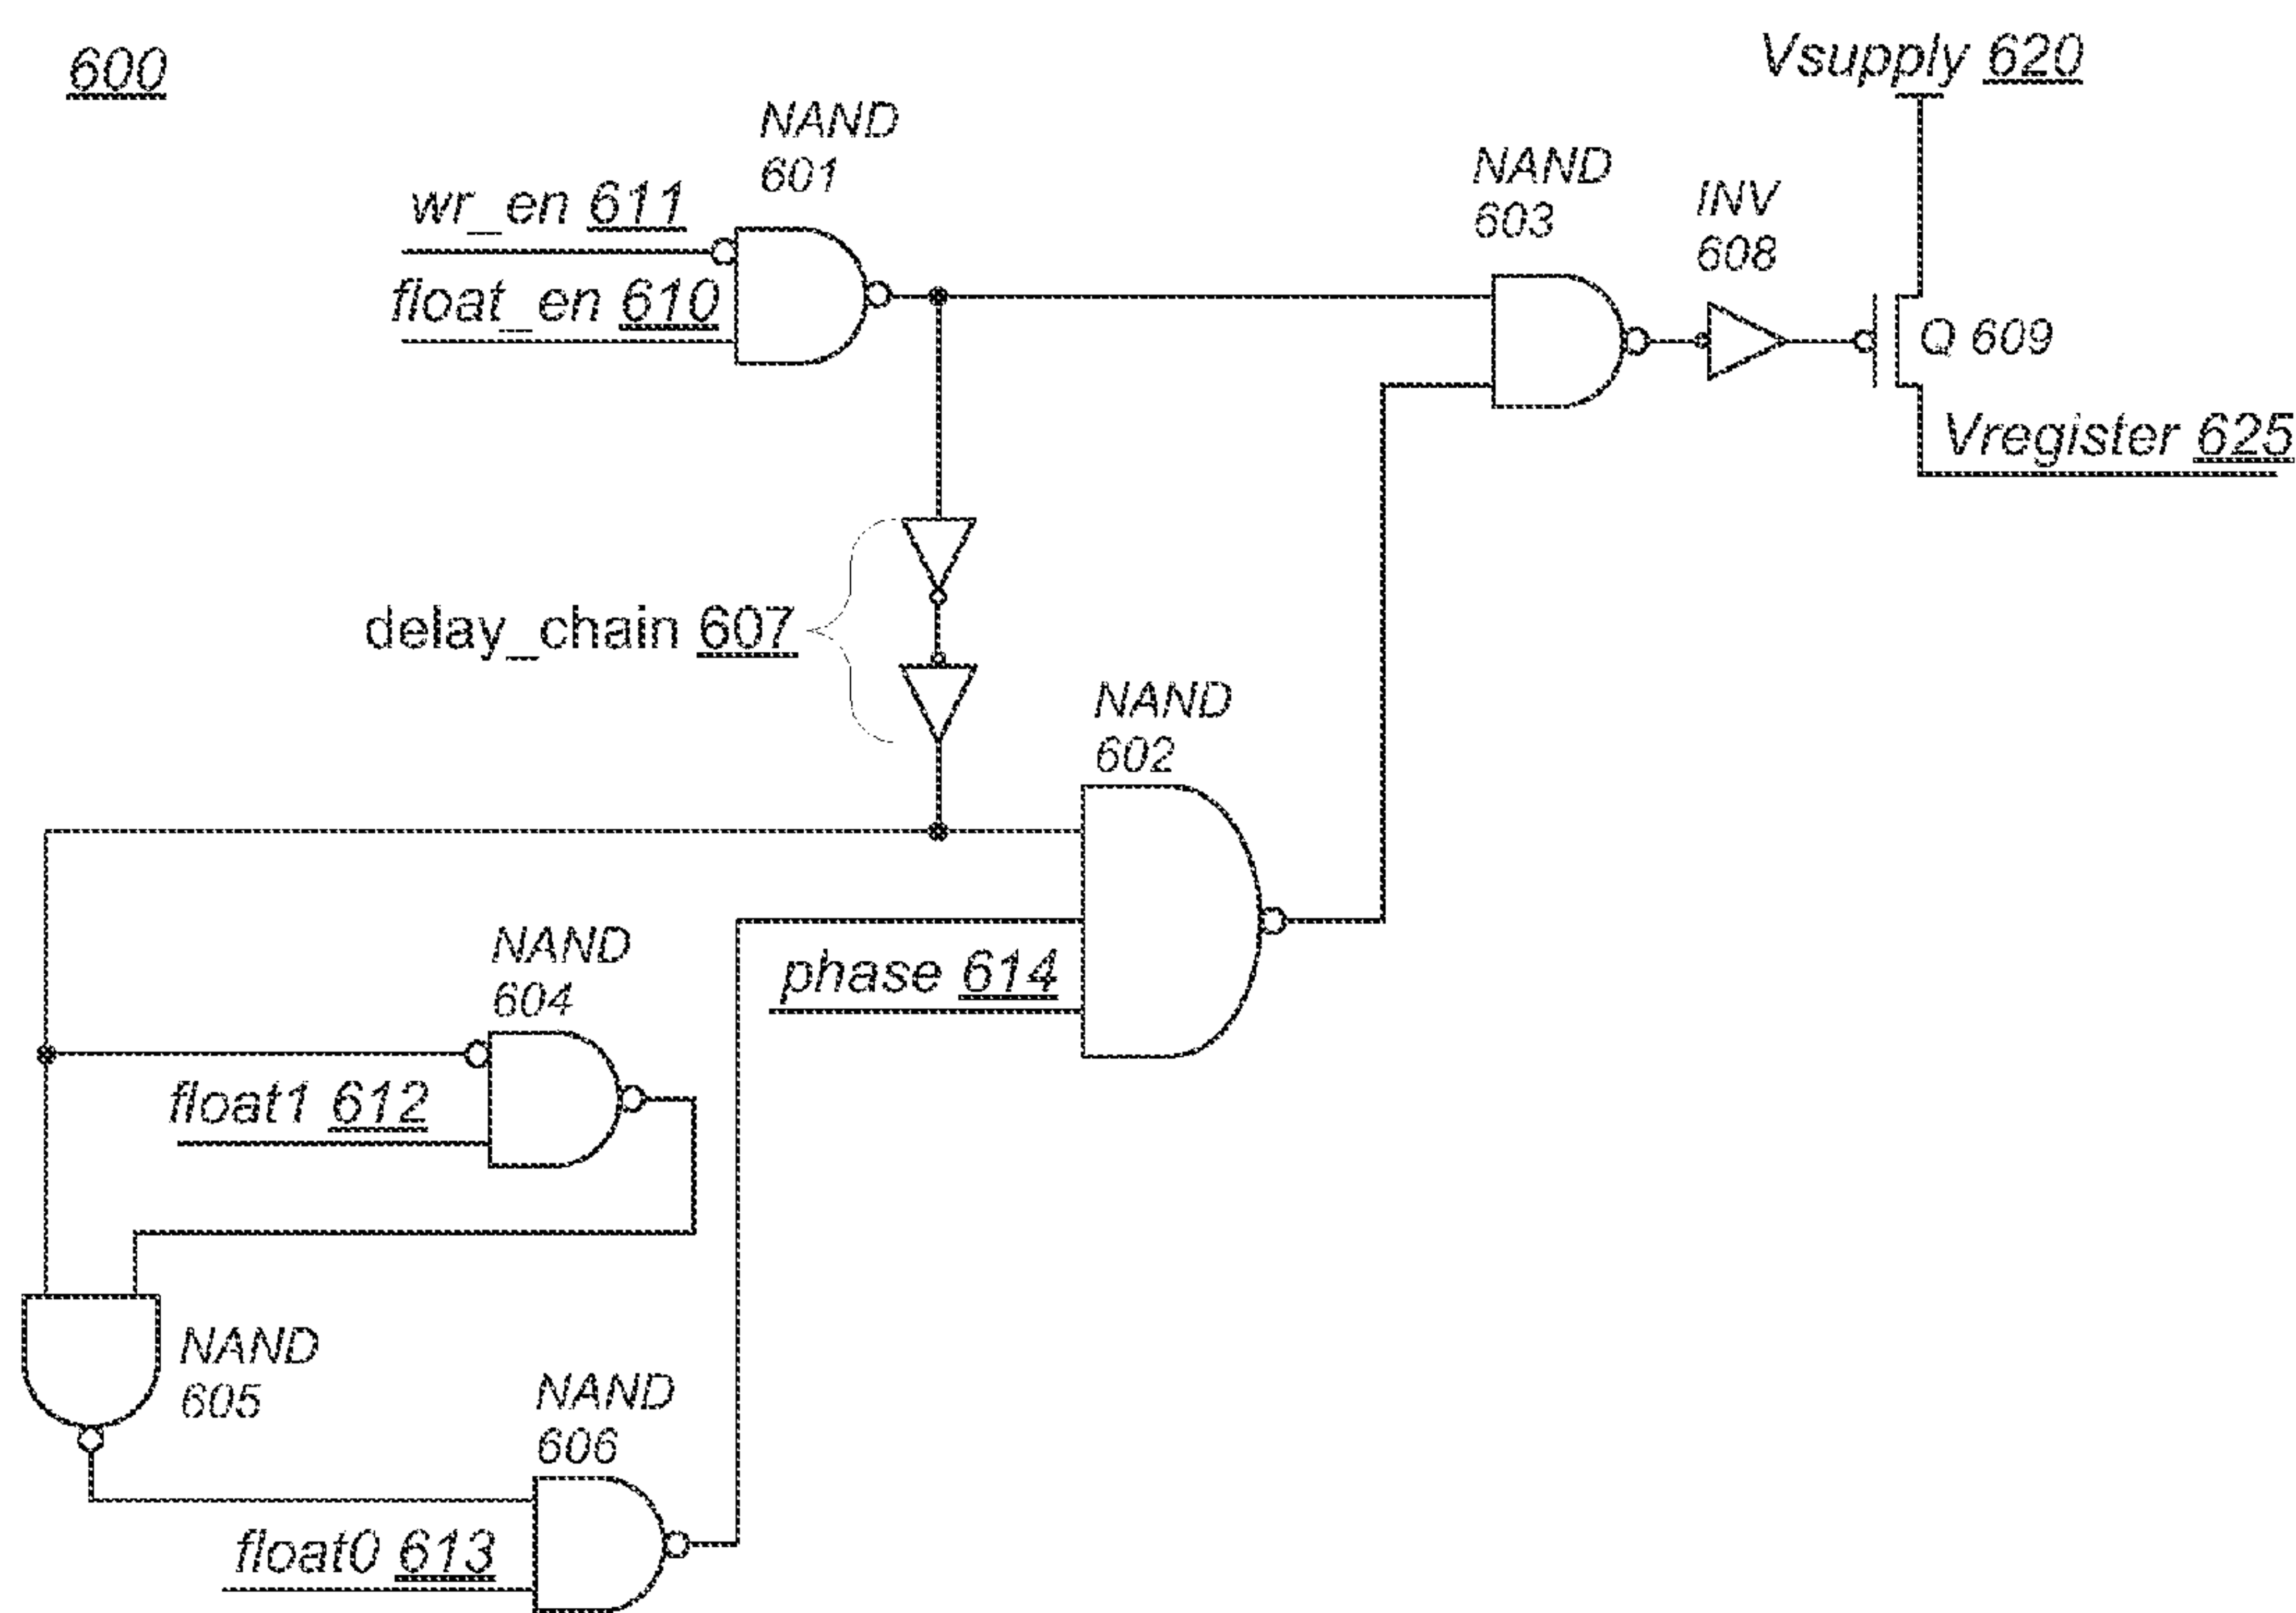 600
Vsupply 620
NAND
601
NAND
603
INV
608
wr_en 611
float_en 610
Q 609
Vregister 625
delay_chain 607
NAND
602
NAND
604
phase 614
float1 612
NAND
605
NAND
606
float0 613